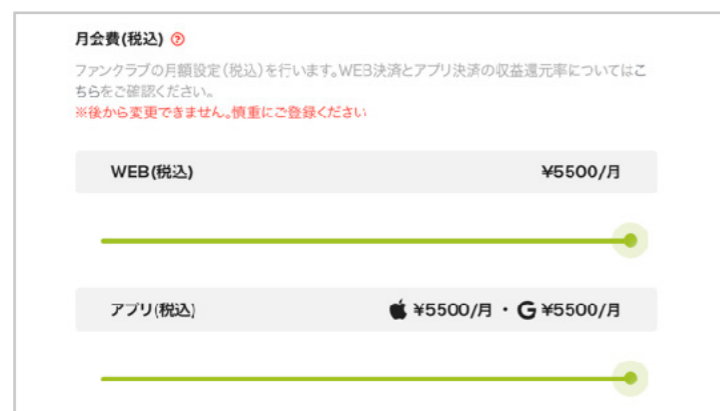 月会費(税込) ?
ファンクラブの月額設定(税込)を行います。WEB決済とアプリ決済の収益還元率についてはこ
ちらをご確認ください。
※後から変更できません。慎重にご登録ください
WEB(税込) ¥5500/月
アプリ(税込) ¥5500/月 ・ G ¥5500/月